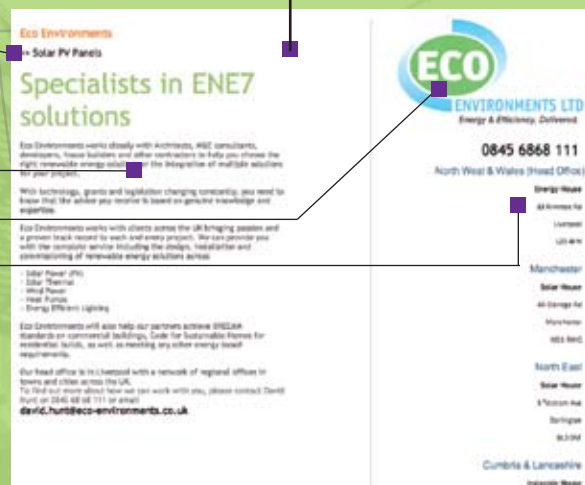 Eco Environments
Solar PV Panels
Specialists in ENE7
solutions
Eco Environments works closely with Architects, M&E consultants,
developers, house builders and other contractors to help you choose the
right renewable energy for the integration of multiple solutions
for your project.
With technology, grants and legislation changing constantly, you need to
know that the advice you receive is based on genuine knowledge and
expertise.
Eco Environments works with clients across the UK bringing passion and
a proven track record to each and every project. We can provide you
with the complete service including the design, installation and
commissioning of renewable energy solutions across
- Solar Power (PV)
- Solar Thermal
- Wind Power
- Heat Pumps
- Energy Efficient Lighting
Eco Environments will also help our partners achieve BREEAM
standards on commercial buildings, Code for Sustainable Homes for
residential builds, as well as meeting any other energy based
requirements.
Our head office is in Liverpool with a network of regional offices in
towns and cities across the UK.
To find out more about how we can work with you, please contact David
Hunt on 0845 68 68 111 or email
david.hunt@eco-environments.co.uk
ECO
ENVIRONMENTS LTD
Energy & Efficiency, Delivered
0845 6868 111
North West & Wales (Head Office)
Energy House
Liverpool
Manchester
Solar House
Manchester
North East
Solar House
Darlington
Cumbria & Lancashire
House